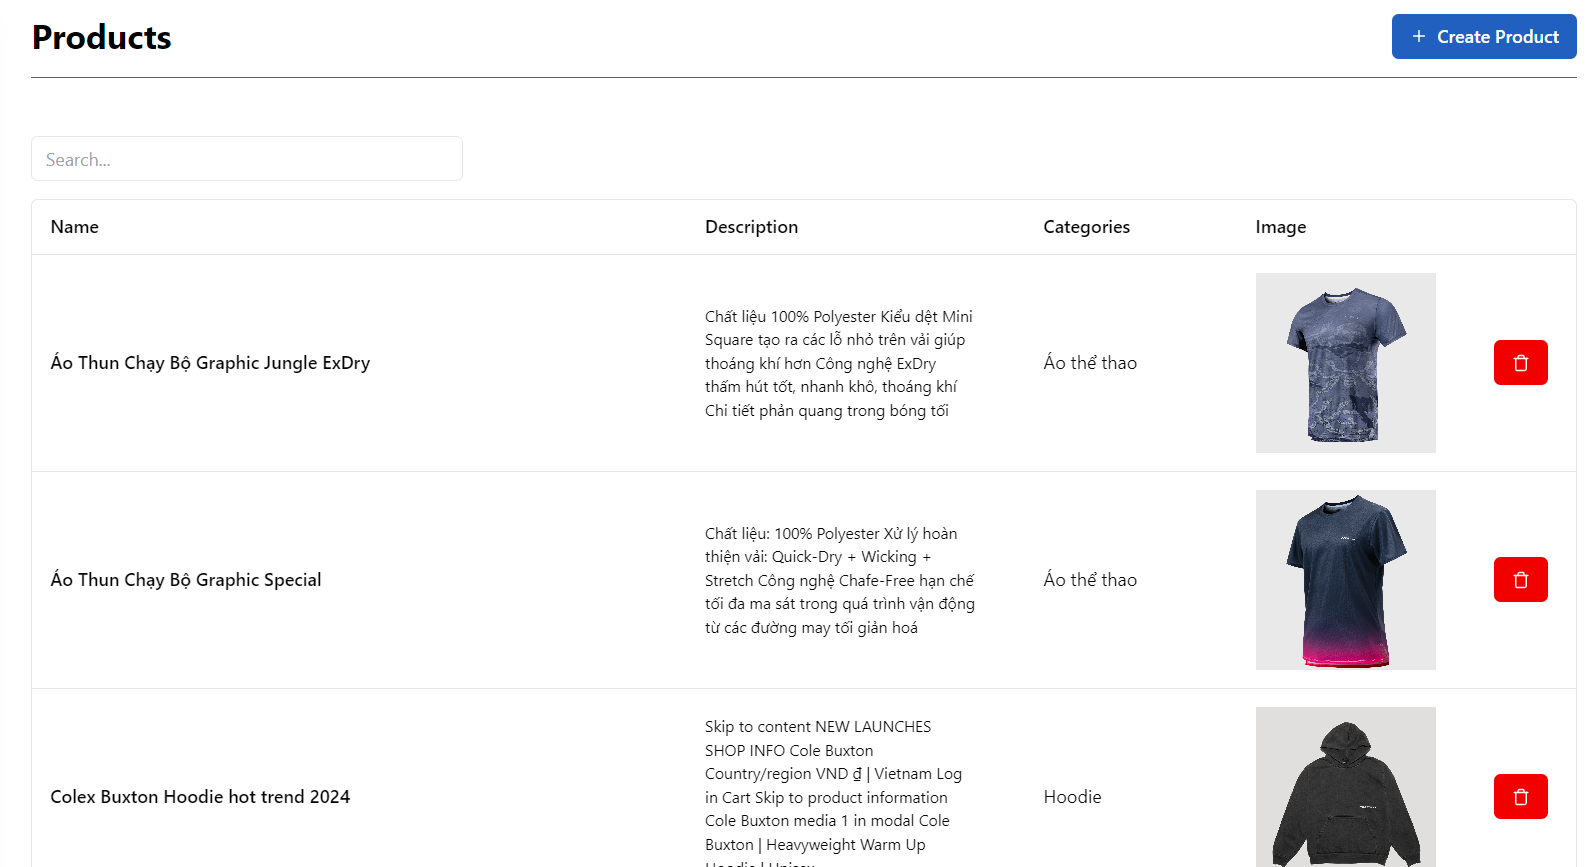 Products
+ Create Product
Search...
Name Description Categories Image
Áo Thun Chạy Bộ Graphic Jungle ExDry
Chất liệu 100% Polyester Kiểu dệt Mini
Square tạo ra các lỗ nhỏ trên vải giúp
thoáng khí hơn Công nghệ ExDry
thấm hút tốt, nhanh khô, thoáng khí
Chi tiết phản quang trong bóng tối
Áo thể thao
Áo Thun Chạy Bộ Graphic Special
Chất liệu: 100% Polyester Xử lý hoàn
thiện vải: Quick-Dry + Wicking +
Stretch Công nghệ Chafe-Free hạn chế
tối đa ma sát trong quá trình vận động
từ các đường may tối giản hoá
Áo thể thao
Colex Buxton Hoodie hot trend 2024
Skip to content NEW LAUNCHES
SHOP INFO Cole Buxton
Country/region VND ₫ | Vietnam Log
in Cart Skip to product information
Cole Buxton media 1 in modal Cole
Buxton | Heavyweight Warm Up
Hoodie | Unisex
Hoodie